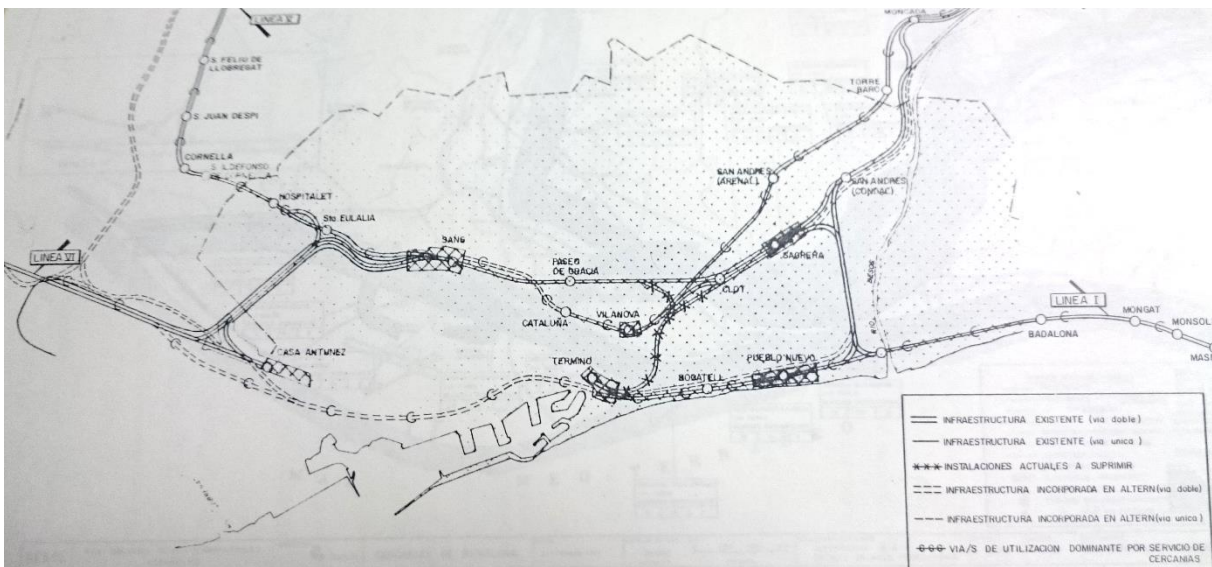 LINEA V
MONCADA
S. FELIU DE
LLOBREGAT
TORRE
BARO
S. JUAN DESPI
CORNELLA
S. ILDEFONSO
SAN ANDRES
(ARENAL)
SAN ANDRES
(CONDAL)
HOSPITALET
Sta. EULALIA
SANS
SAGRERA
LINEA VI
PASEO
DE GRACIA
CLOT
RIO
BESOS
LINEA I
CATALUÑA
VILANOVA
BADALONA
MONGAT
MONSOL
MAS
CASA ANTUNEZ
TERMINO
BOGATELL
PUEBLO NUEVO
INFRAESTRUCTURA EXISTENTE (via doble)
INFRAESTRUCTURA EXISTENTE (via unica)
INSTALACIONES ACTUALES A SUPRIMIR
INFRAESTRUCTURA INCORPORADA EN ALTERN (via doble)
INFRAESTRUCTURA INCORPORADA EN ALTERN (via unica)
VIA/S DE UTILIZACION DOMINANTE POR SERVICIO DE
CERCANIAS